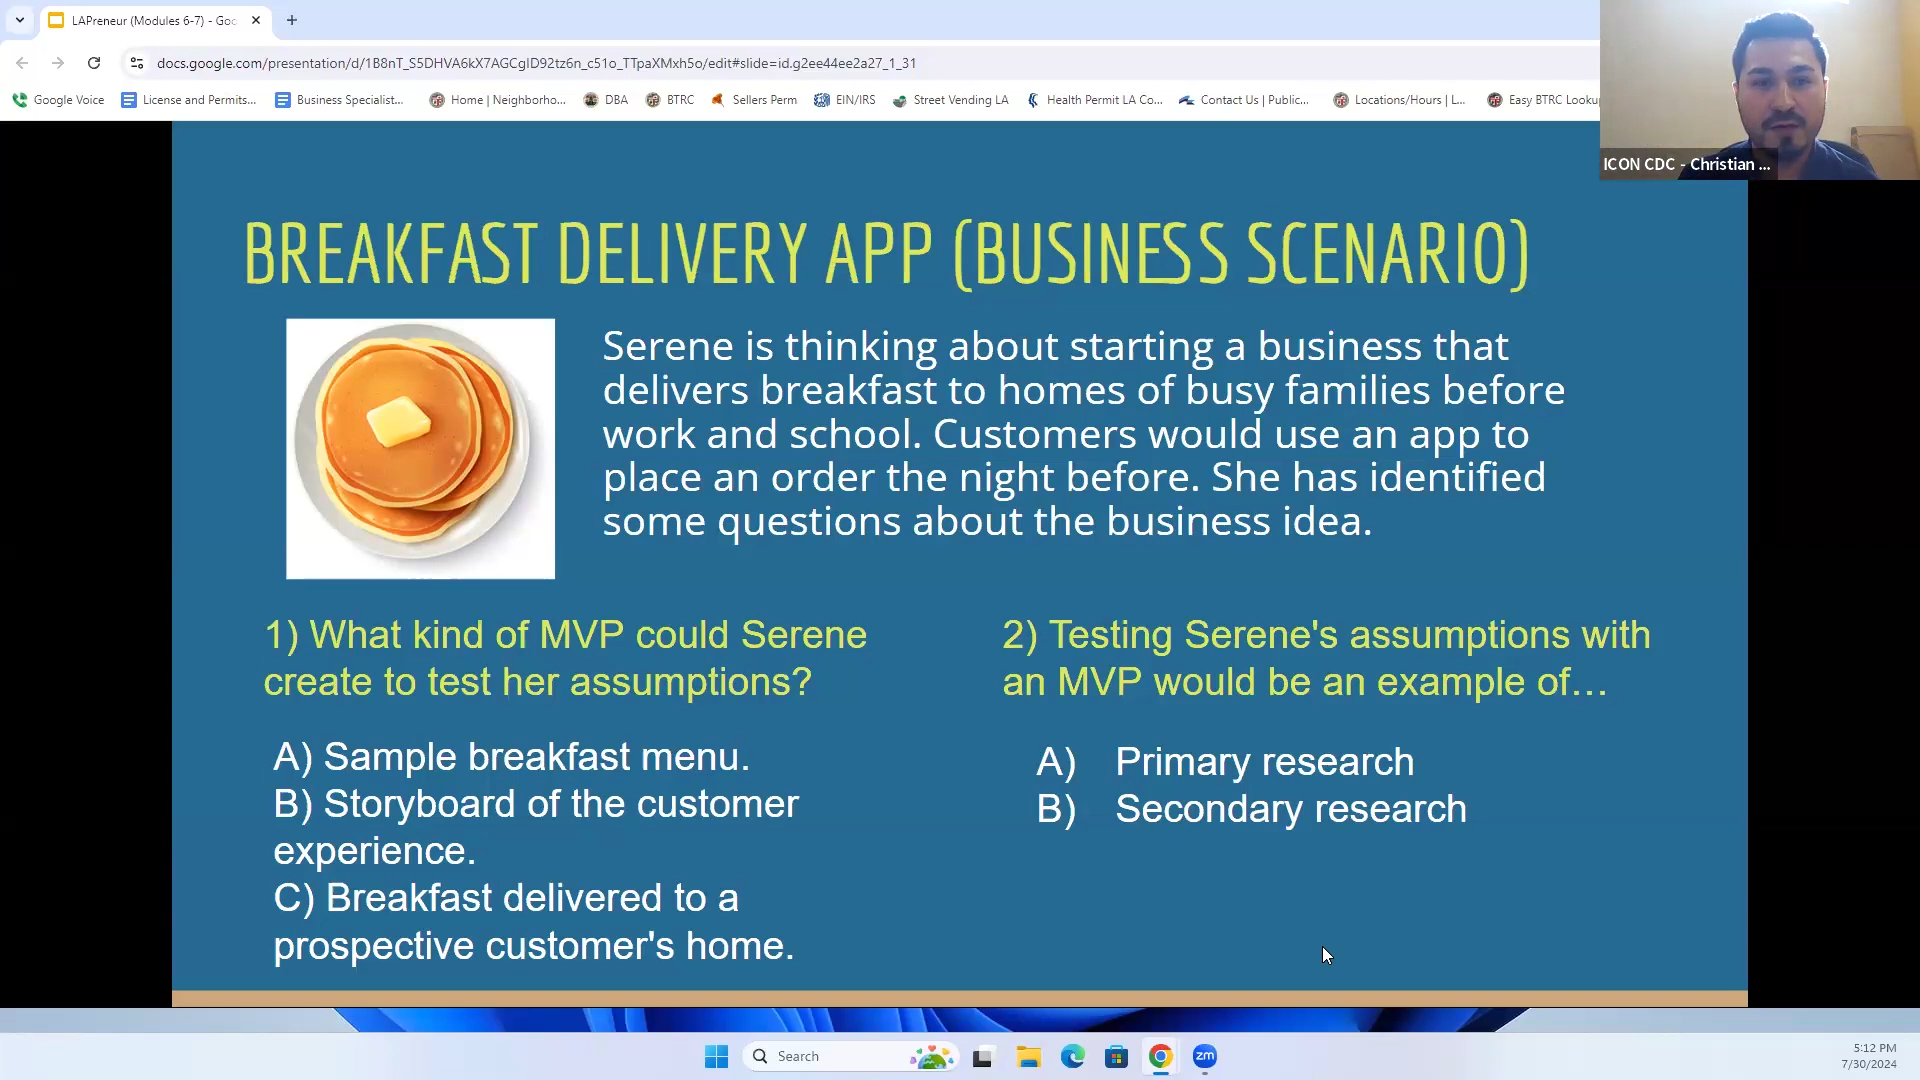 LAPreneur (Modules 6-7) - Goo
docs.google.com/presentation/d/1B8nT_S5DHVA6kX7AGCgID92tz6n_c51o_TTpaXMxh5o/edit#slide=id.g2ee44ee2a27_1_31
Google Voice License and Permits... Business Specialist... Home | Neighborho... DBA BTRC Sellers Perm EIN/IRS Street Vending LA Health Permit LA Co... Contact Us | Public... Locations/Hours | L... Easy BTRC Looku
ICON CDC - Christian ...
BREAKFAST DELIVERY APP (BUSINESS SCENARIO)
Serene is thinking about starting a business that
delivers breakfast to homes of busy families before
work and school. Customers would use an app to
place an order the night before. She has identified
some questions about the business idea.
1) What kind of MVP could Serene
create to test her assumptions?
A) Sample breakfast menu.
B) Storyboard of the customer
experience.
C) Breakfast delivered to a
prospective customer's home.
2) Testing Serene's assumptions with
an MVP would be an example of…
A) Primary research
B) Secondary research
Search
zm
5:12 PM
7/30/2024